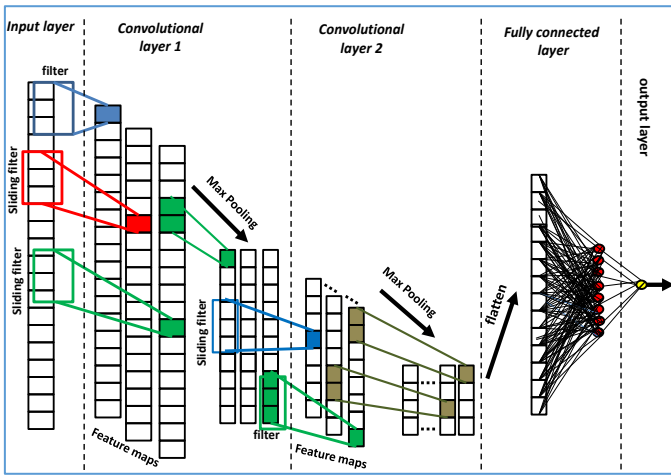 Input layer
Convolutional
layer 1
Convolutional
layer 2
Fully connected
layer
output layer
filter
Sliding filter
Sliding filter
Max Pooling
Feature maps
Sliding filter
filter
Max Pooling
Feature maps
flatten